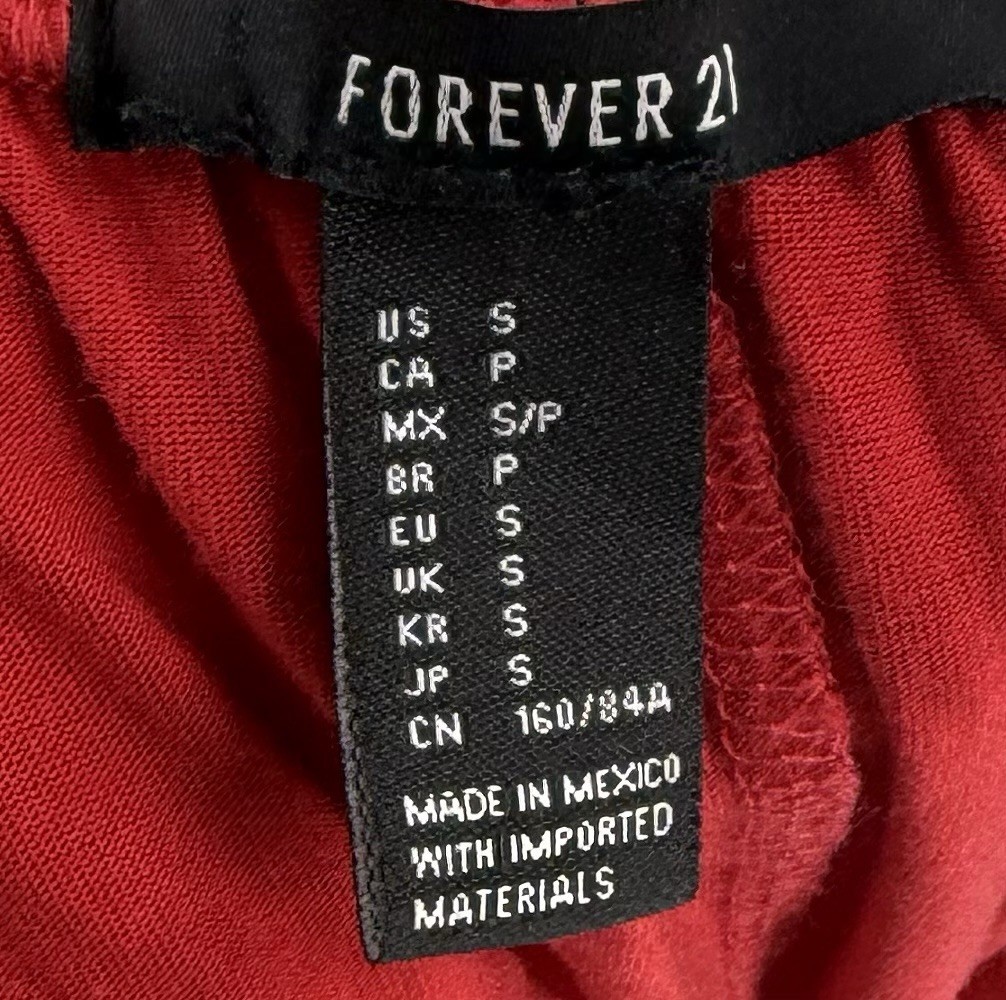 FOREVER 21
US S
CA P
MX S/P
BR P
EU S
UK S
KR S
JP S
CN 160/84A
MADE IN MEXICO
WITH IMPORTED
MATERIALS